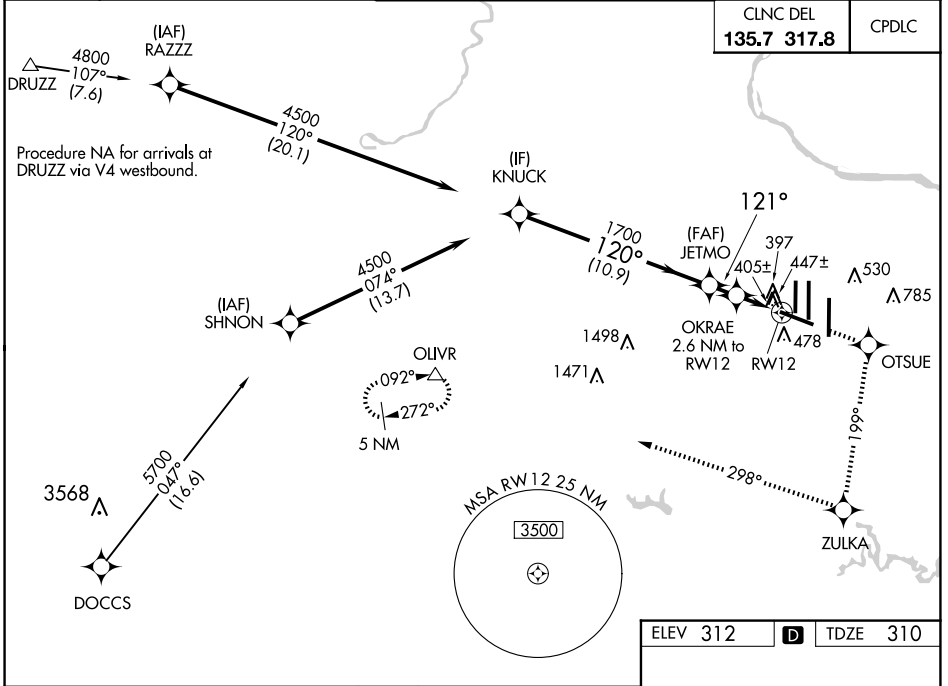 CLNC DEL
135.7 317.8
CPDLC
(IAF)
RAZZZ
4800
107°
(7.6)
DRUZZ
4500
120°
(20.1)
Procedure NA for arrivals at
DRUZZ via V4 westbound.
(IF)
KNUCK
121°
1700
120°
(10.9)
(FAF)
JETMO
397
405±
447±
530
785
4500
074°
(13.7)
(IAF)
SHNON
OKRAE
2.6 NM to
RW12
RW12
478
OTSUE
1498
1471
OLIVR
092°
272°
5 NM
199°
298°
5700
047°
(16.6)
3568
MSA RW12 25 NM
3500
ZULKA
DOCCS
ELEV 312
D
TDZE 310